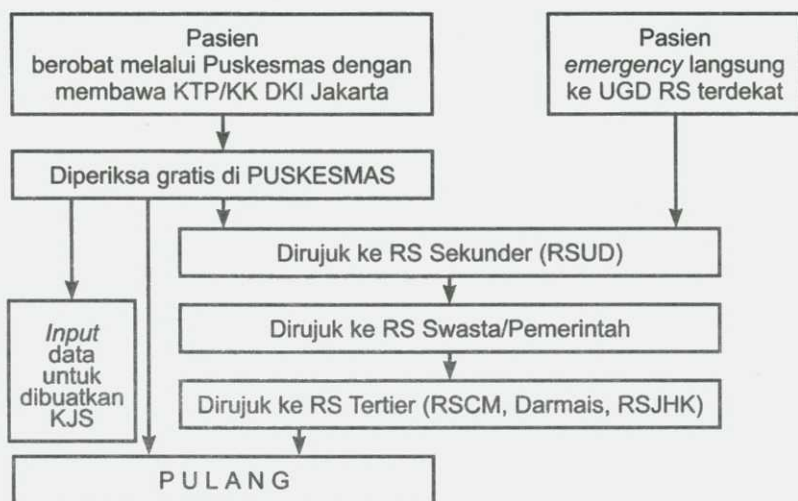 Pasien
berobat melalui Puskesmas dengan
membawa KTP/KK DKI Jakarta
Pasien
emergency langsung
ke UGD RS terdekat
Diperiksa gratis di PUSKESMAS
Dirujuk ke RS Sekunder (RSUD)
Input
data
untuk
dibuatkan
KJS
Dirujuk ke RS Swasta/Pemerintah
Dirujuk ke RS Tertier (RSCM, Darmais, RSJHK)
PULANG